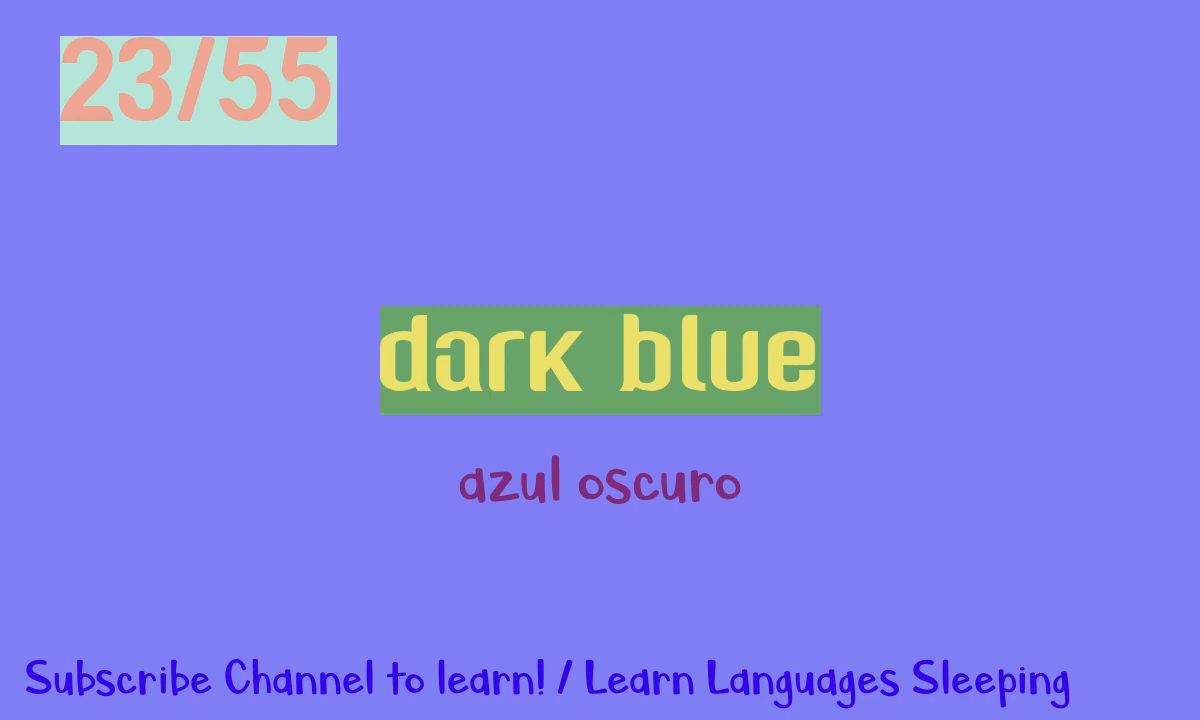 23/55
dark blue
azul oscuro
Subscribe Channel to learn! / Learn Languages Sleeping